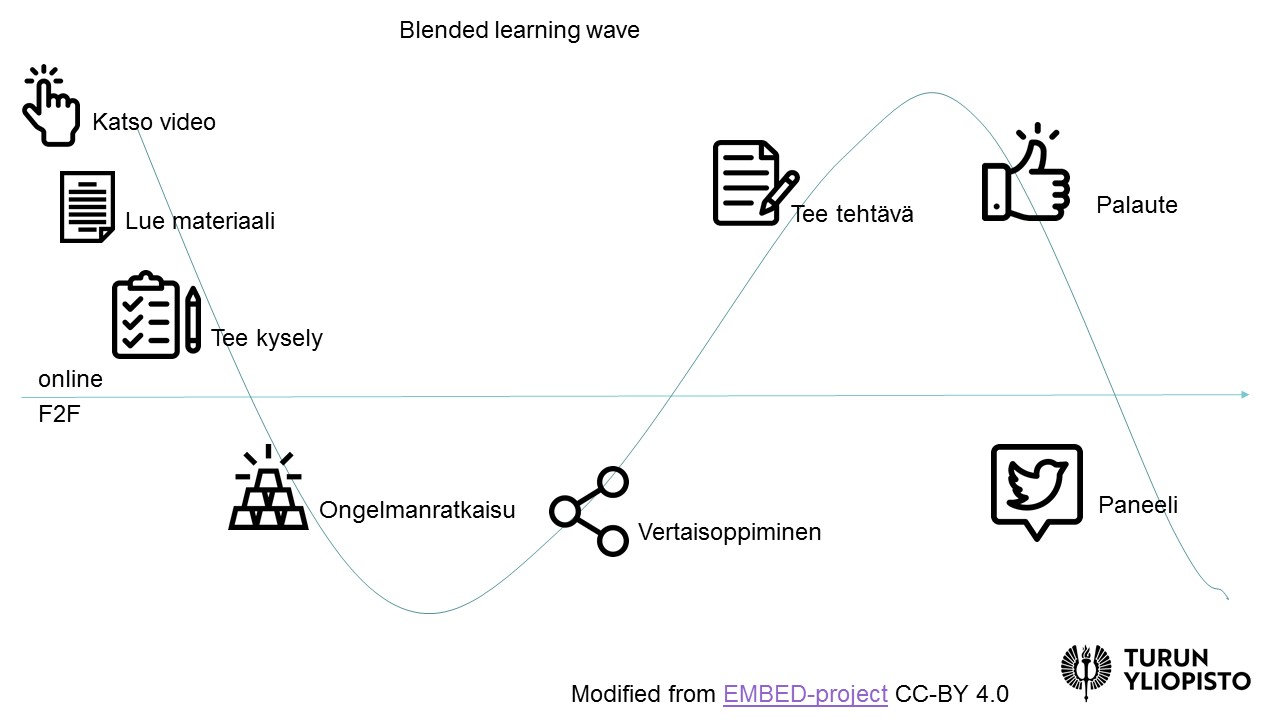 Blended learning wave
Katso video
Lue materiaali
Tee kysely
online
F2F
Ongelmanratkaisu
Vertaisoppiminen
Tee tehtävä
Palaute
Paneeli
Modified from EMBED-project CC-BY 4.0
TURUN
YLIOPISTO